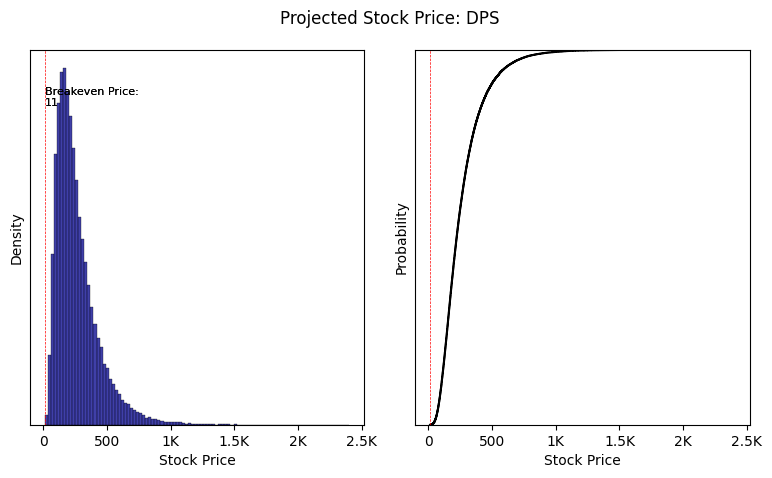 Projected Stock Price: DPS
Breakeven Price:
11
Density
0
500
1K
1.5K
2K
2.5K
Stock Price
Probability
0
500
1K
1.5K
2K
2.5K
Stock Price